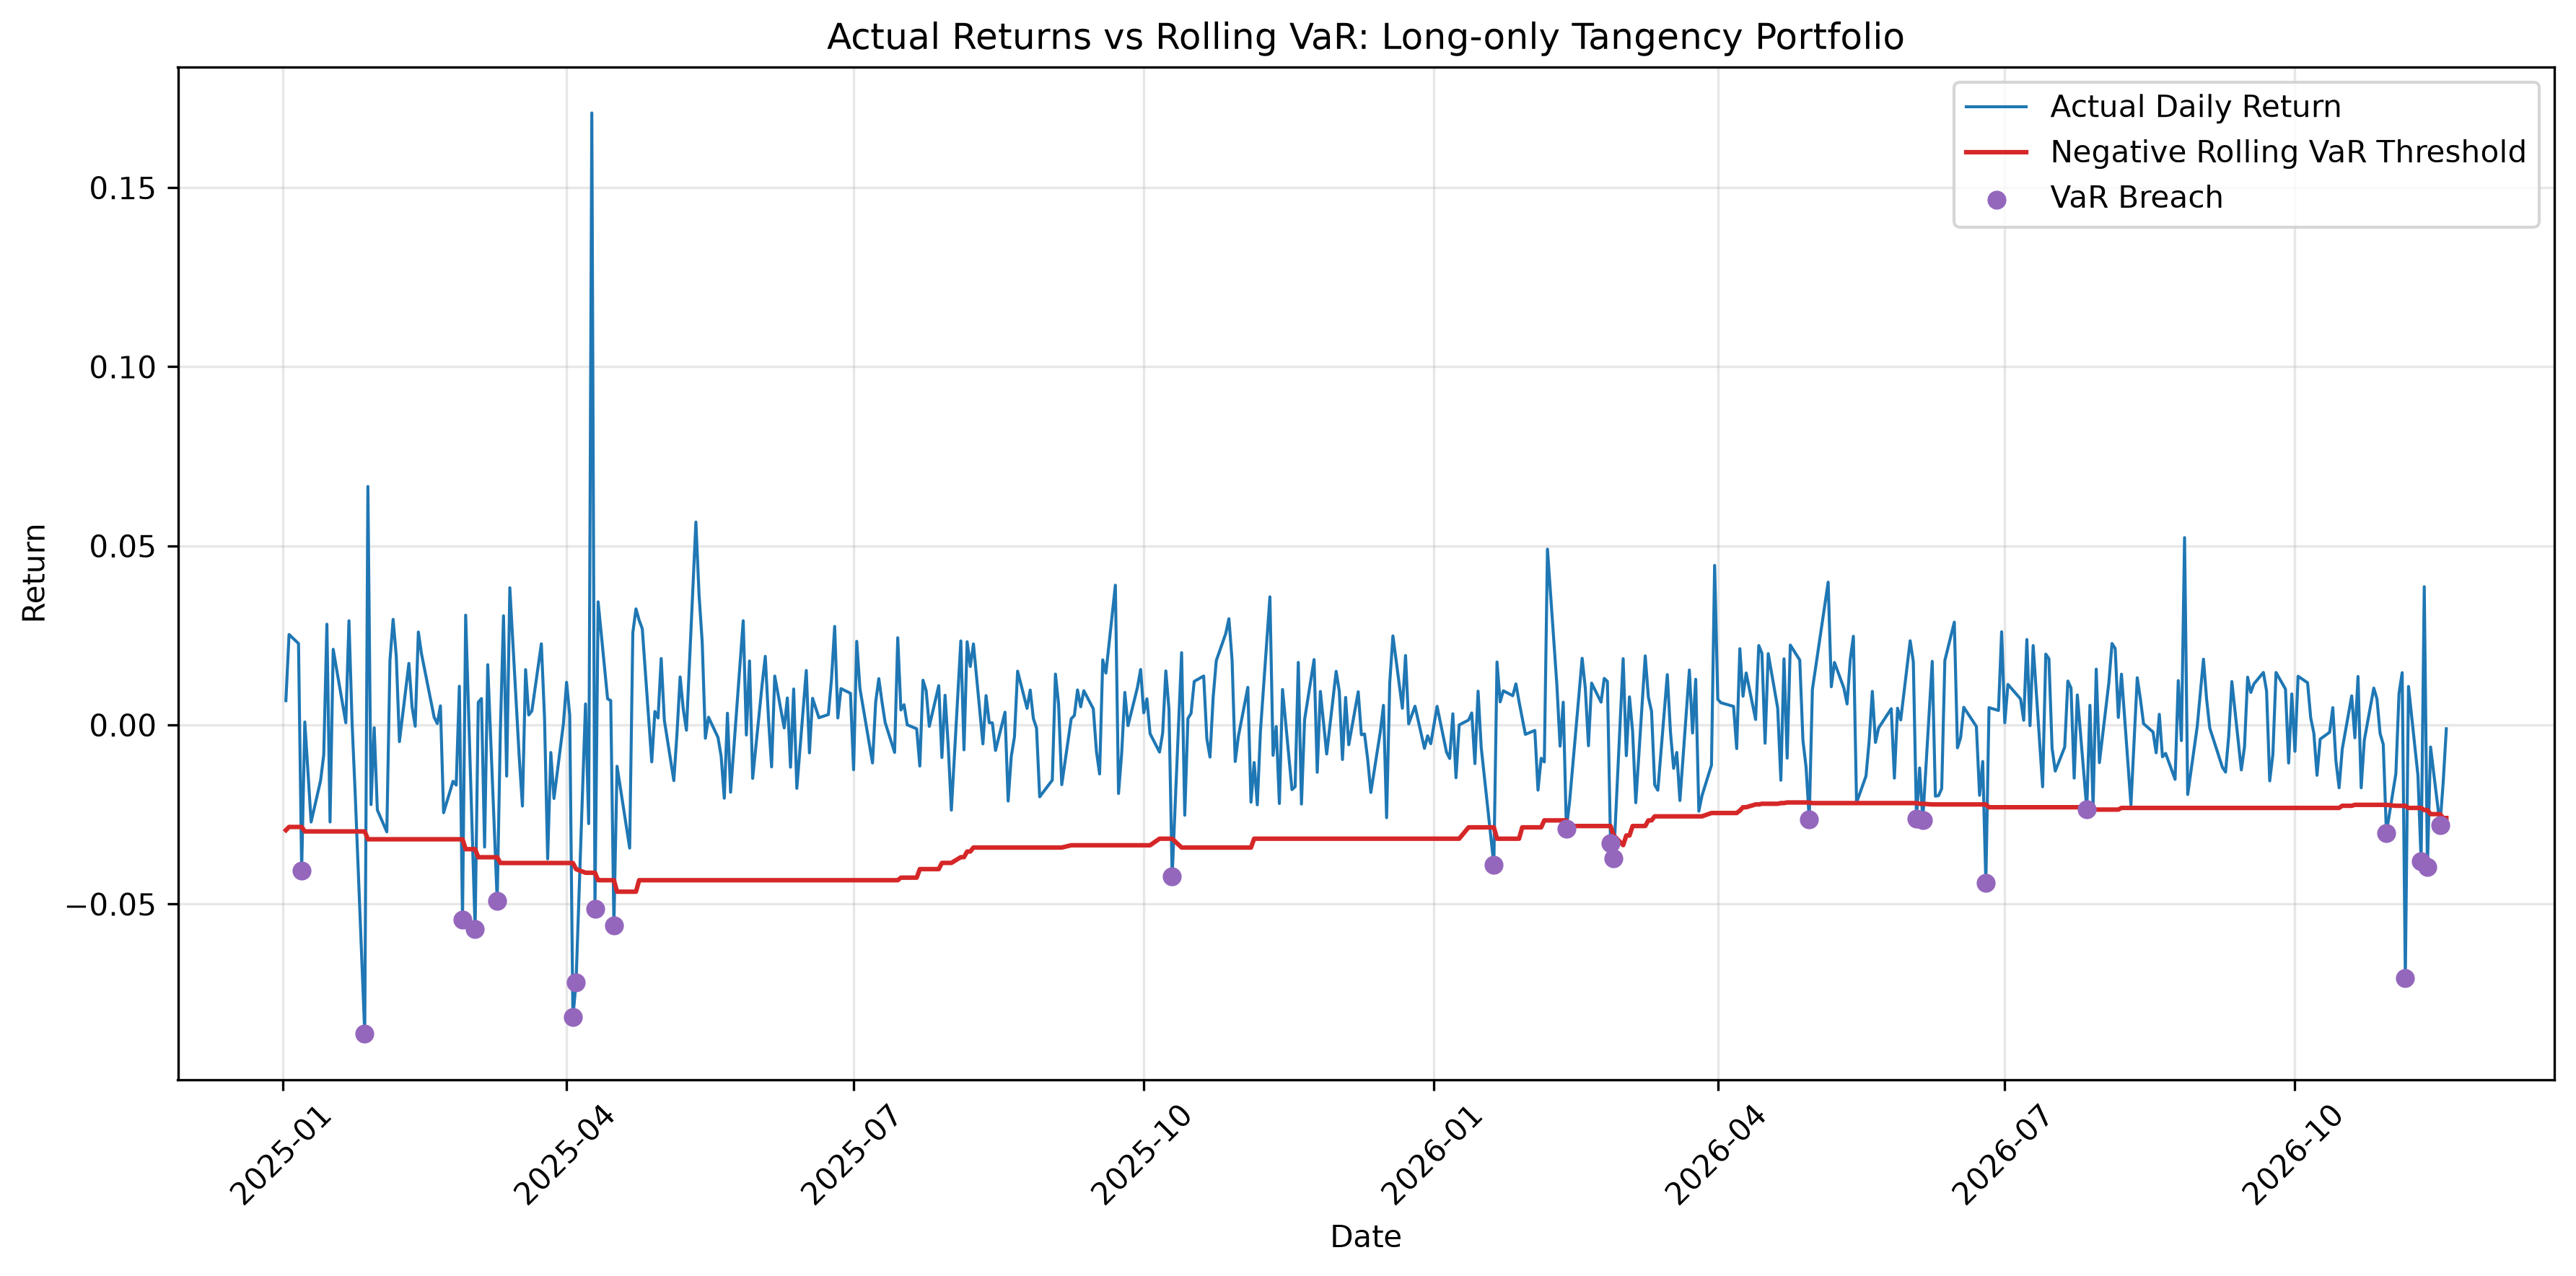 Actual Returns vs Rolling VaR: Long-only Tangency Portfolio
Actual Daily Return
Negative Rolling VaR Threshold
VaR Breach
Return
0.15
0.10
0.05
0.00
−0.05
2025-01
2025-04
2025-07
2025-10
2026-01
2026-04
2026-07
2026-10
Date